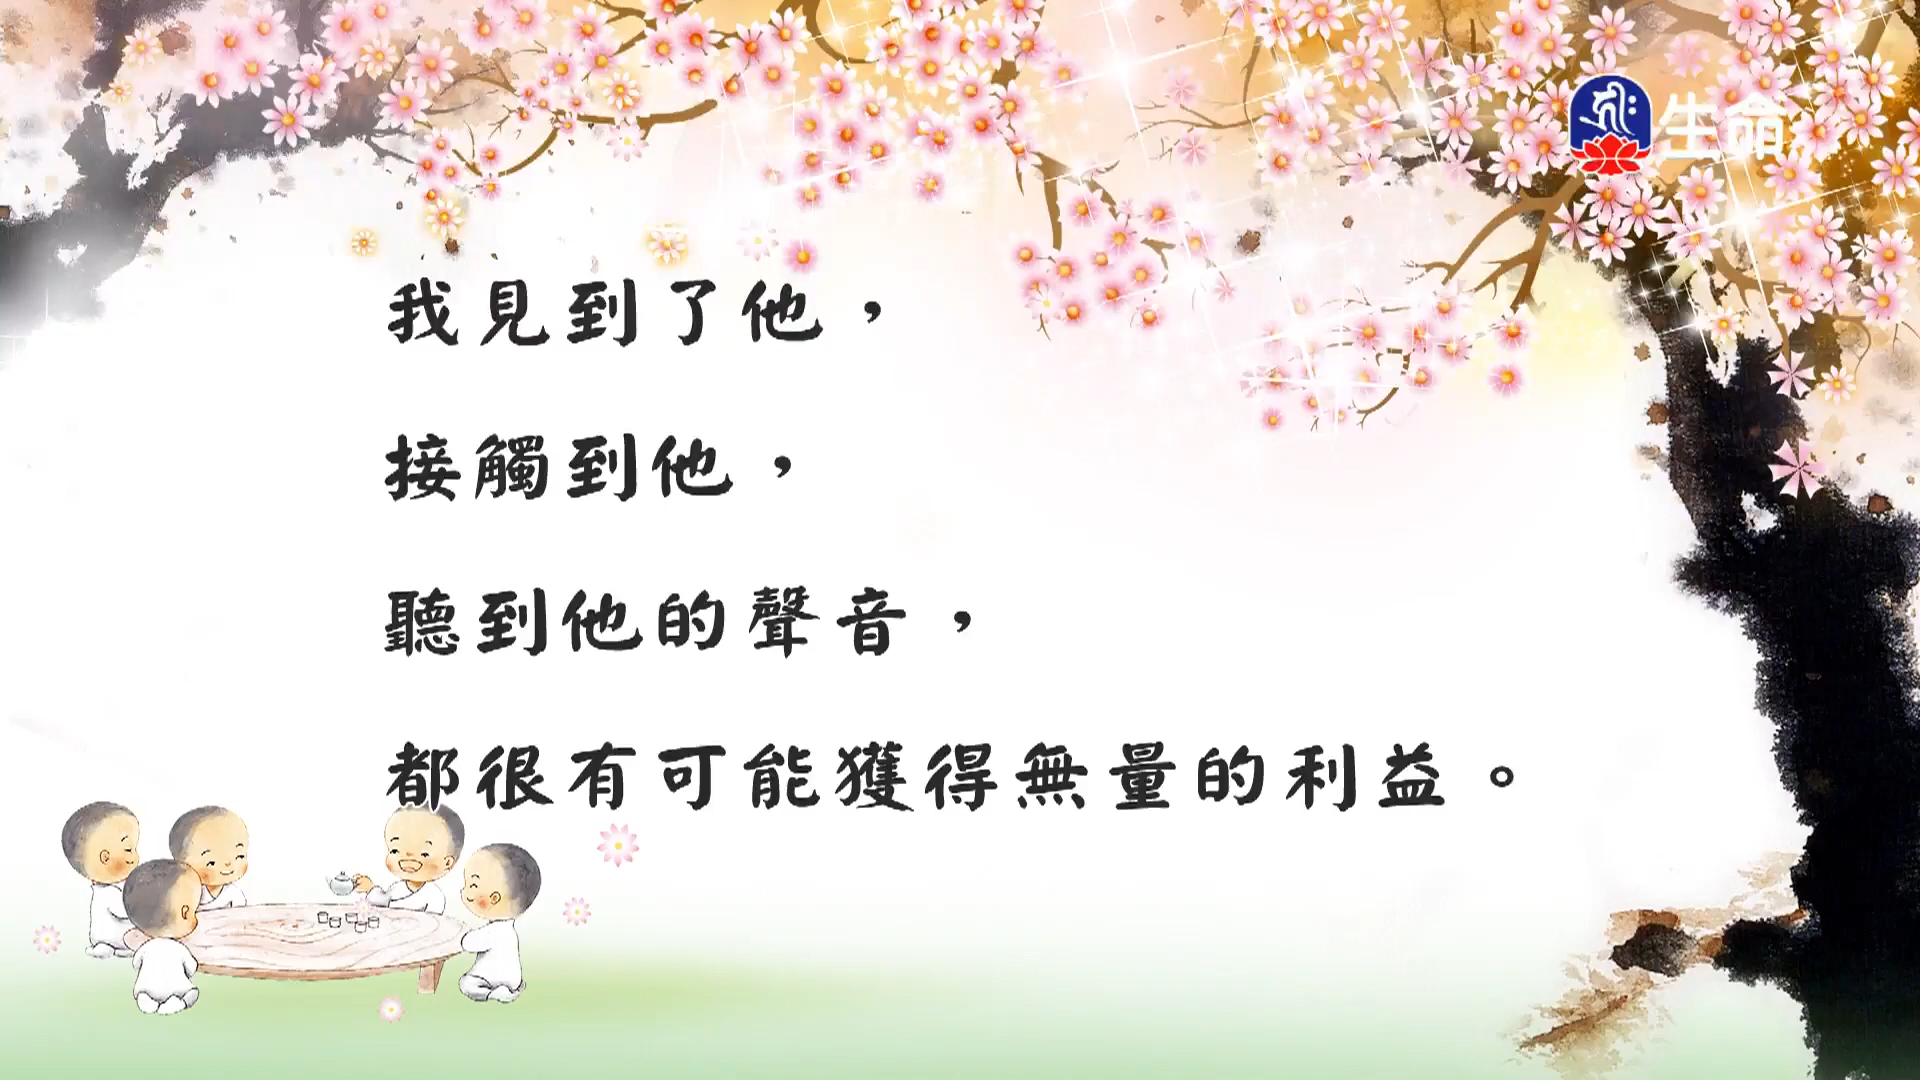 生命
我見到了他，
接觸到他，
聽到他的聲音，
都很有可能獲得無量的利益。